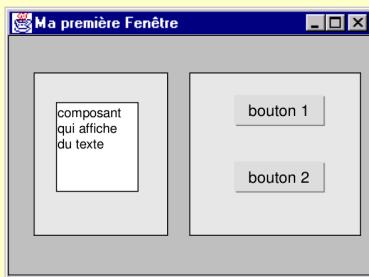 Ma première Fenêtre
composant
qui affiche
du texte
bouton 1
bouton 2